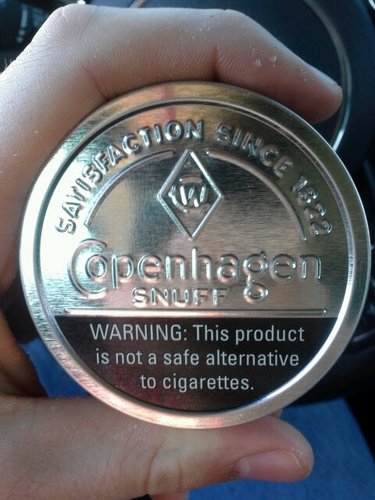 SATISFACTION SINCE 1822
W
Copenhagen
SNUFF
WARNING: This product
is not a safe alternative
to cigarettes.